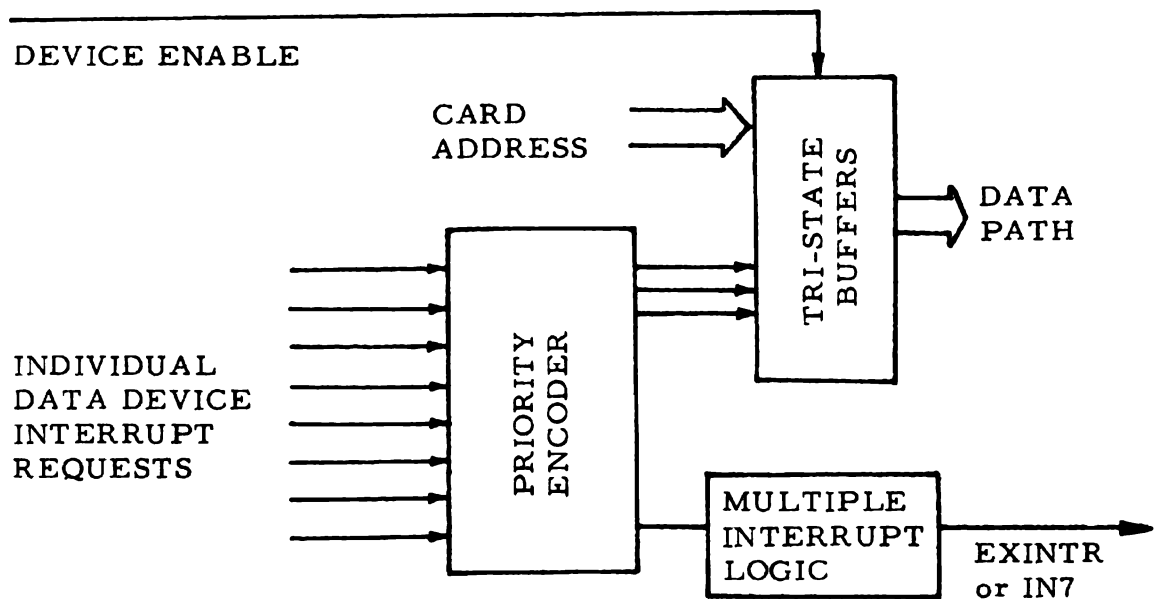 DEVICE ENABLE
CARD
ADDRESS
TRI-STATE
BUFFERS
DATA
PATH
INDIVIDUAL
DATA DEVICE
INTERRUPT
REQUESTS
PRIORITY
ENCODER
MULTIPLE
INTERRUPT
LOGIC
EXINTR
or IN7